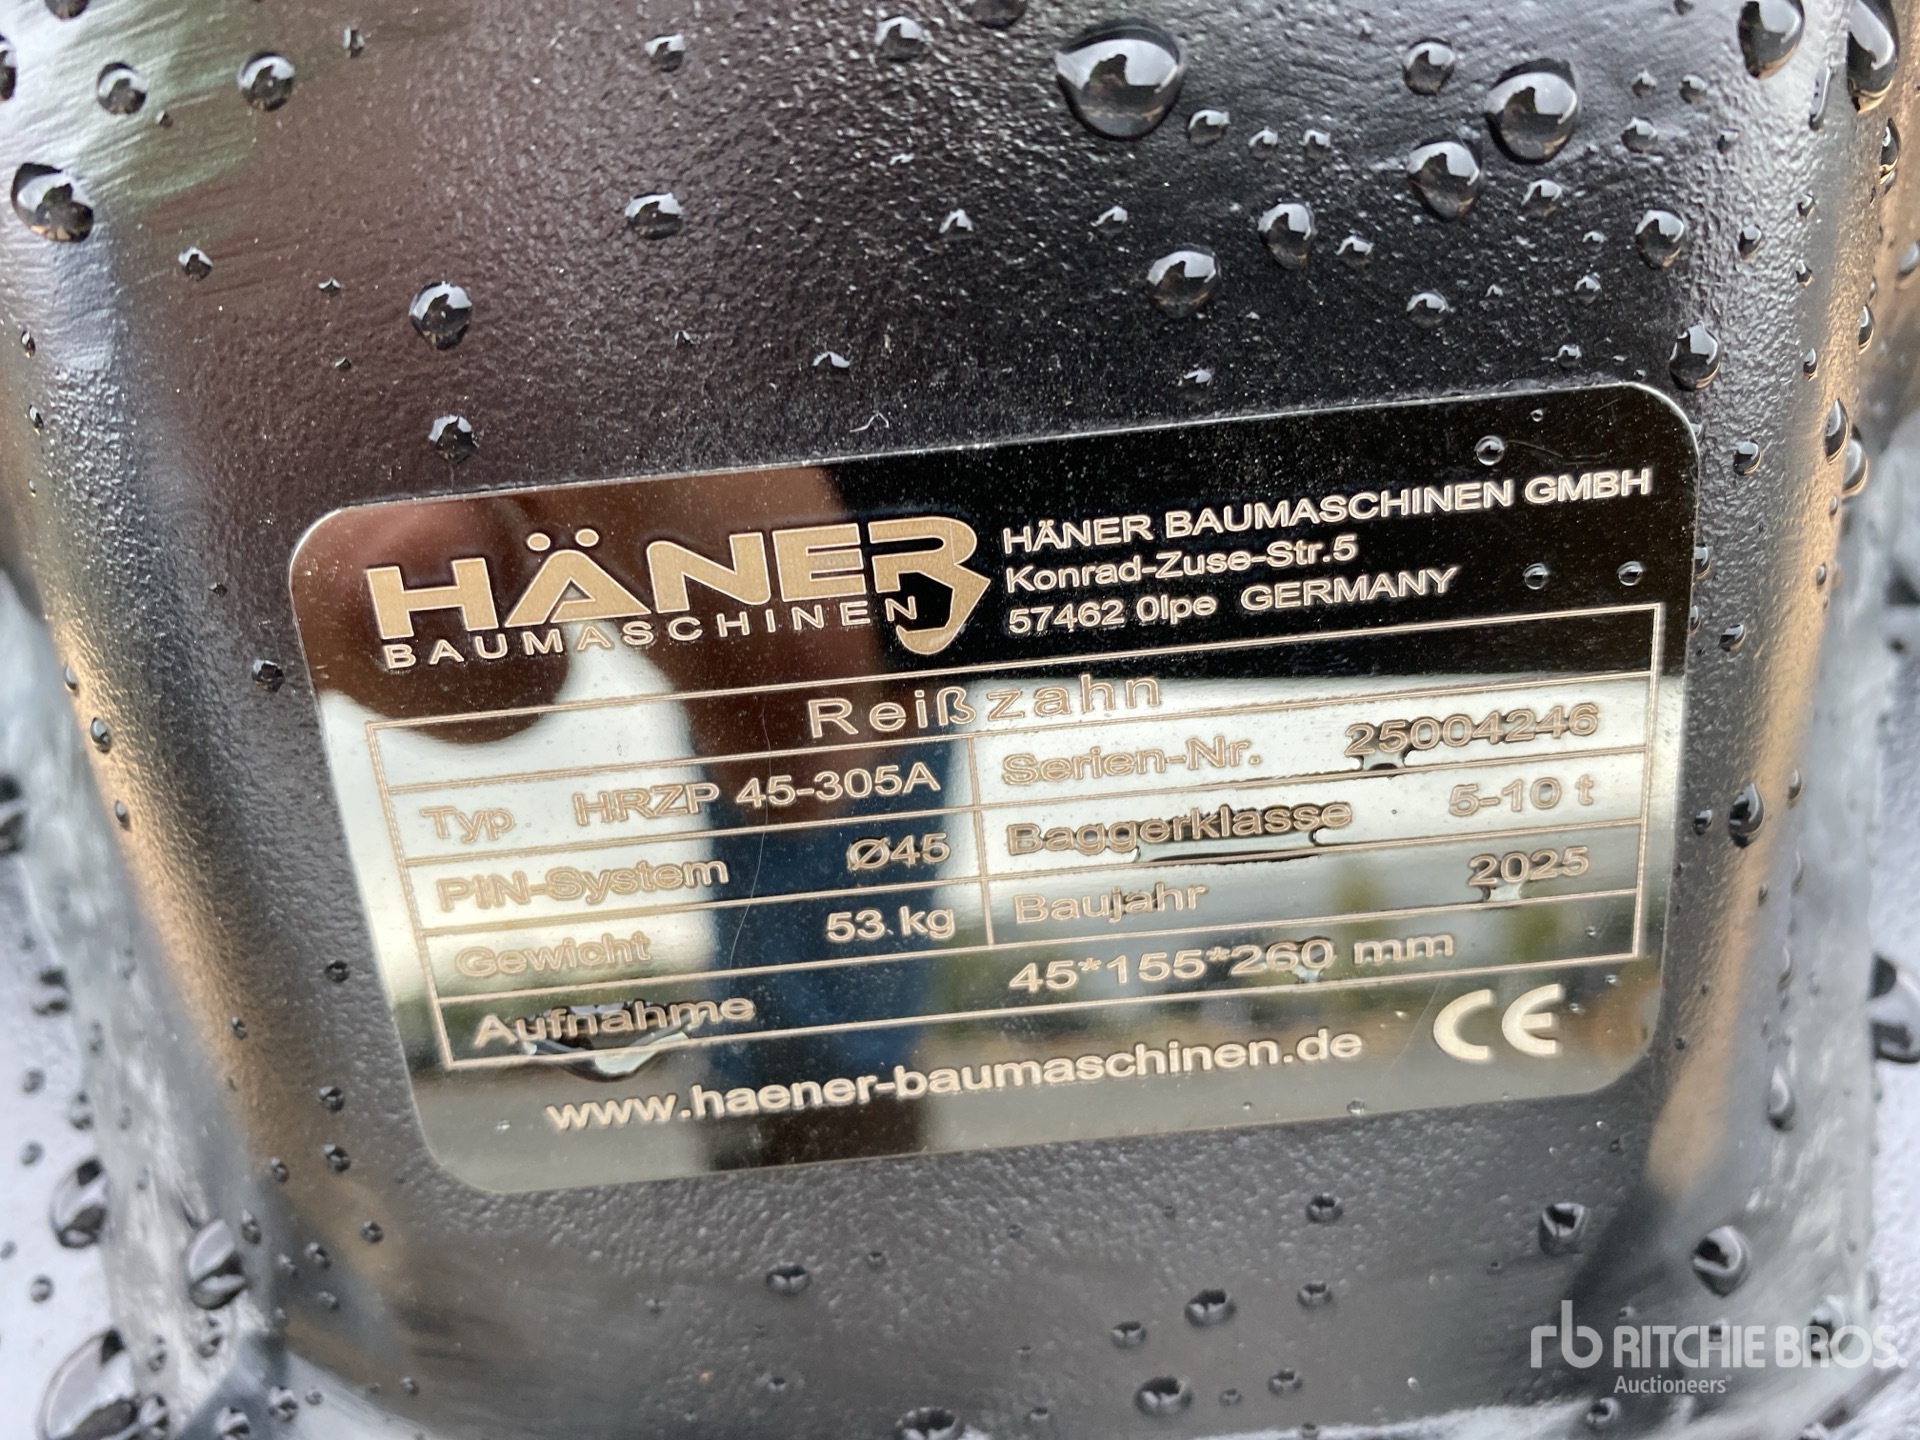 HÄNER
BAUMASCHINEN
HÄNER BAUMASCHINEN GMBH
Konrad-Zuse-Str.5
57462 Olpe GERMANY
Reißzahn
Typ HRZP 45-305A
Serien-Nr. 25004246
PIN-System Ø45
Baggerklasse 5-10 t
Gewicht 53 kg
Baujahr 2025
Aufnahme 45*155*260 mm
www.haener-baumaschinen.de
CE
rb RITCHIE BROS.
Auctioneers